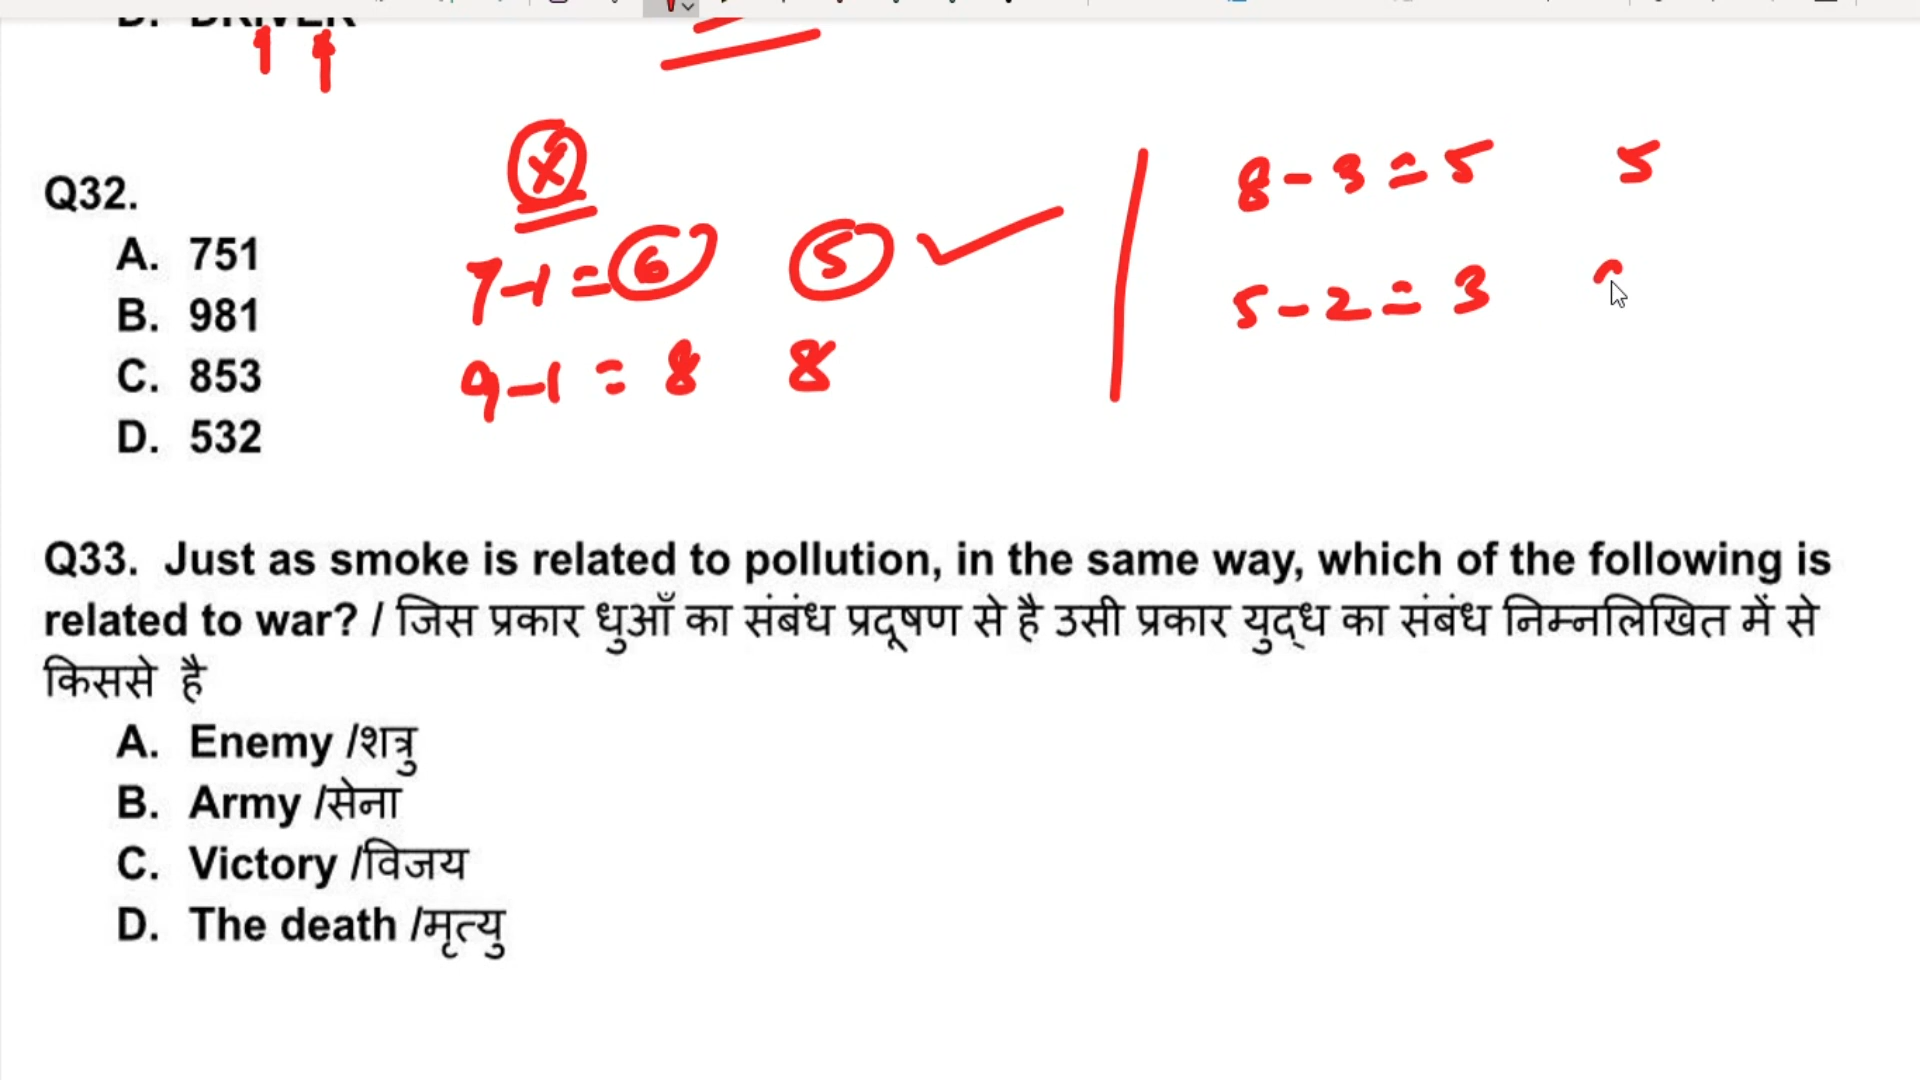 D. DRIVER
Q32.
A. 751
B. 981
C. 853
D. 532
7-1=6 5
9-1=8 8
8-3=5 5
5-2=3
Q33. Just as smoke is related to pollution, in the same way, which of the following is
related to war? / जिस प्रकार धुआँ का संबंध प्रदूषण से है उसी प्रकार युद्ध का संबंध निम्नलिखित में से
किससे है
A. Enemy /शत्रु
B. Army /सेना
C. Victory /विजय
D. The death /मृत्यु